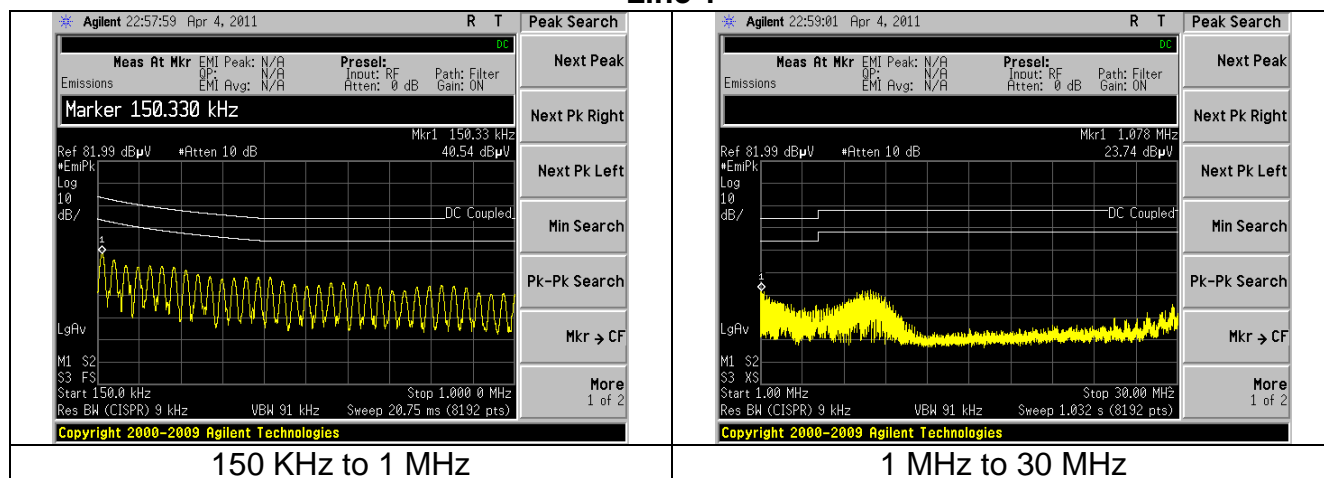 Agilent 22:57:59 Apr 4, 2011 R T
Peak Search
DC
Meas At Mkr EMI Peak: N/A Presel:
QP: N/A Input: RF Path: Filter
Emissions EMI Avg: N/A Atten: 0 dB Gain: ON
Marker 150.330 kHz
Mkr1 150.33 kHz
Ref 81.99 dBµV #Atten 10 dB 40.54 dBµV
#EmiPk
Log
10
dB/
DC Coupled
1
LgAv
M1 S2
S3 FS
Start 150.0 kHz Stop 1.000 0 MHz
Res BW (CISPR) 9 kHz VBW 91 kHz Sweep 20.75 ms (8192 pts)
Copyright 2000-2009 Agilent Technologies
Next Peak
Next Pk Right
Next Pk Left
Min Search
Pk-Pk Search
Mkr → CF
More
1 of 2
150 KHz to 1 MHz
Agilent 22:59:01 Apr 4, 2011 R T
Peak Search
DC
Meas At Mkr EMI Peak: N/A Presel:
QP: N/A Input: RF Path: Filter
Emissions EMI Avg: N/A Atten: 0 dB Gain: ON
Mkr1 1.078 MHz
Ref 81.99 dBµV #Atten 10 dB 23.74 dBµV
#EmiPk
Log
10
dB/
DC Coupled
1
LgAv
M1 S2
S3 XS
Start 1.00 MHz Stop 30.00 MHz
Res BW (CISPR) 9 kHz VBW 91 kHz Sweep 1.032 s (8192 pts)
Copyright 2000-2009 Agilent Technologies
Next Peak
Next Pk Right
Next Pk Left
Min Search
Pk-Pk Search
Mkr → CF
More
1 of 2
1 MHz to 30 MHz